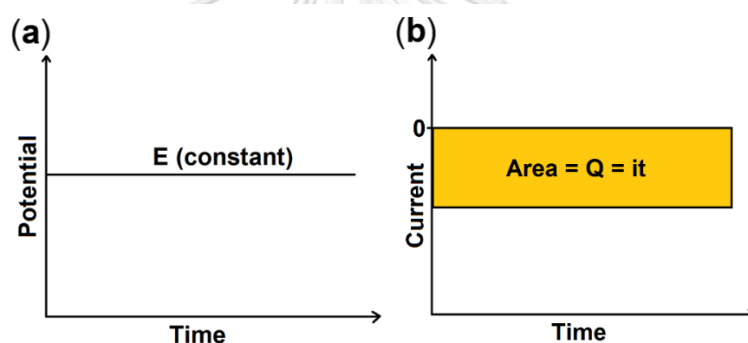 (a)
Potential
E (constant)
Time
(b)
0
Current
Area = Q = it
Time